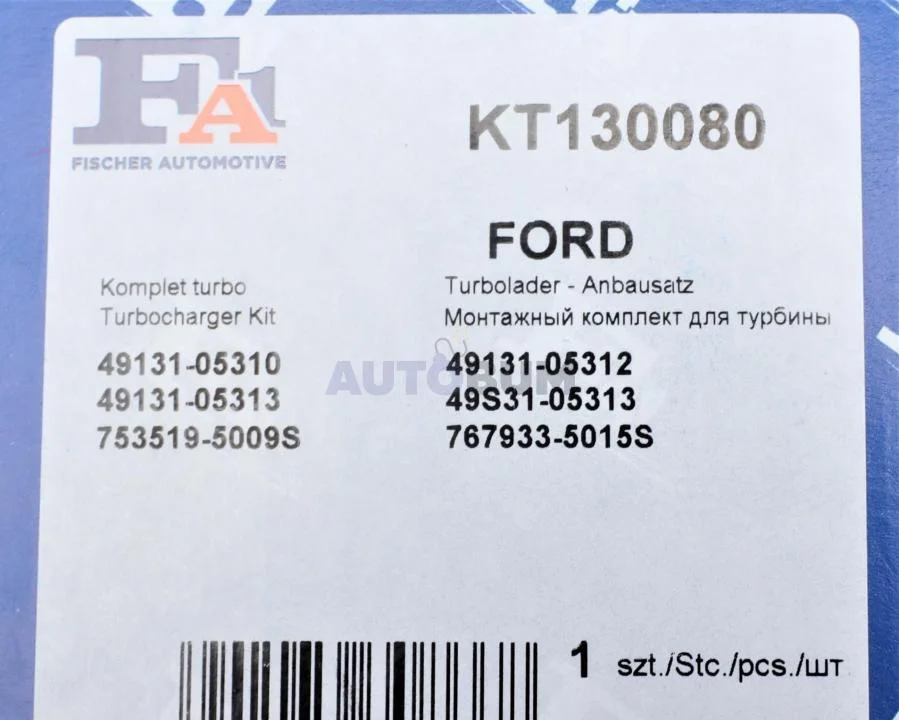 FA1
FISCHER AUTOMOTIVE
KT130080
FORD
Komplet turbo
Turbocharger Kit
Turbolader - Anbausatz
Монтажный комплект для турбины
49131-05310
49131-05312
49131-05313
49S31-05313
753519-5009S
767933-5015S
AUTOBUM
1 szt./Stc./pcs./шт